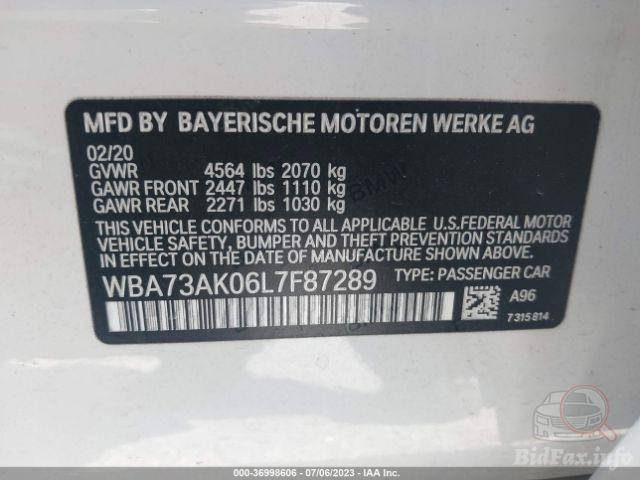 MFD BY BAYERISCHE MOTOREN WERKE AG
02/20
GVWR 4564 lbs 2070 kg
GAWR FRONT 2447 lbs 1110 kg
GAWR REAR 2271 lbs 1030 kg
THIS VEHICLE CONFORMS TO ALL APPLICABLE U.S.FEDERAL MOTOR
VEHICLE SAFETY, BUMPER AND THEFT PREVENTION STANDARDS
IN EFFECT ON THE DATE OF MANUFACTURE SHOWN ABOVE.
WBA73AK06L7F87289 TYPE: PASSENGER CAR
A96
7315814
BMW
BidFax.info
000-36998606 - 07/06/2023 - IAA Inc.